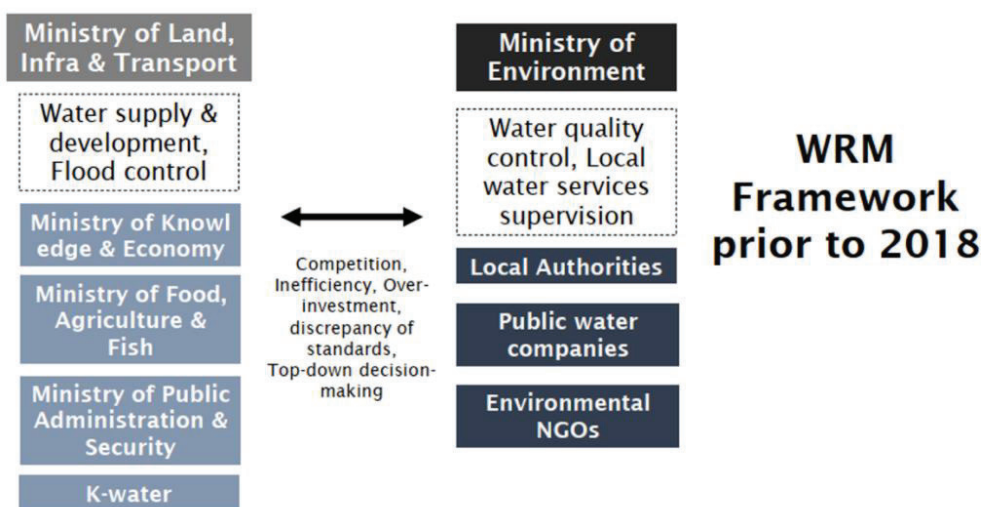 Ministry of Land,
Infra & Transport
Water supply &
development,
Flood control
Ministry of Knowl
edge & Economy
Ministry of Food,
Agriculture &
Fish
Ministry of Public
Administration &
Security
K-water
Competition,
Inefficiency, Over-
investment,
discrepancy of
standards,
Top-down decision-
making
Ministry of
Environment
Water quality
control, Local
water services
supervision
Local Authorities
Public water
companies
Environmental
NGOs
WRM
Framework
prior to 2018